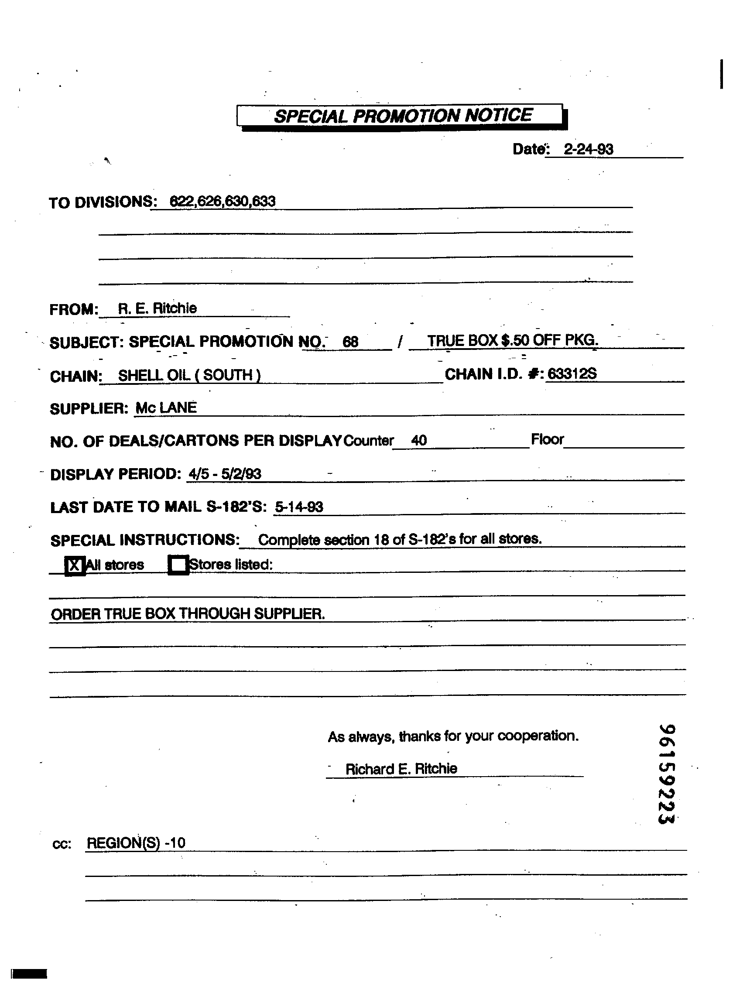 SPECIAL PROMOTION NOTICE
Date: 2-24-93
TO DIVISIONS: 622,626,630,633
FROM: R. E. Ritchie
SUBJECT: SPECIAL PROMOTION NO. 68 / TRUE BOX $.50 OFF PKG.
CHAIN: SHELL OIL ( SOUTH ) CHAIN I.D. #: 63312S
SUPPLIER: Mc LANE
NO. OF DEALS/CARTONS PER DISPLAY Counter 40 Floor
DISPLAY PERIOD: 4/5 - 5/2/93
LAST DATE TO MAIL S-182'S: 5-14-93
SPECIAL INSTRUCTIONS: Complete section 18 of S-182's for all stores.
X All stores Stores listed:
ORDER TRUE BOX THROUGH SUPPLIER.
As always, thanks for your cooperation.
Richard E. Ritchie
96159223
cc: REGION(S) -10